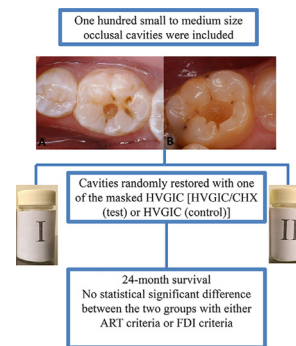 One hundred small to medium size
occlusal cavities were included
A
B
Cavities randomly restored with one
of the masked HVGIC [HVGIC/CHX
(test) or HVGIC (control)]
I
II
24-month survival
No statistical significant difference
between the two groups with either
ART criteria or FDI criteria